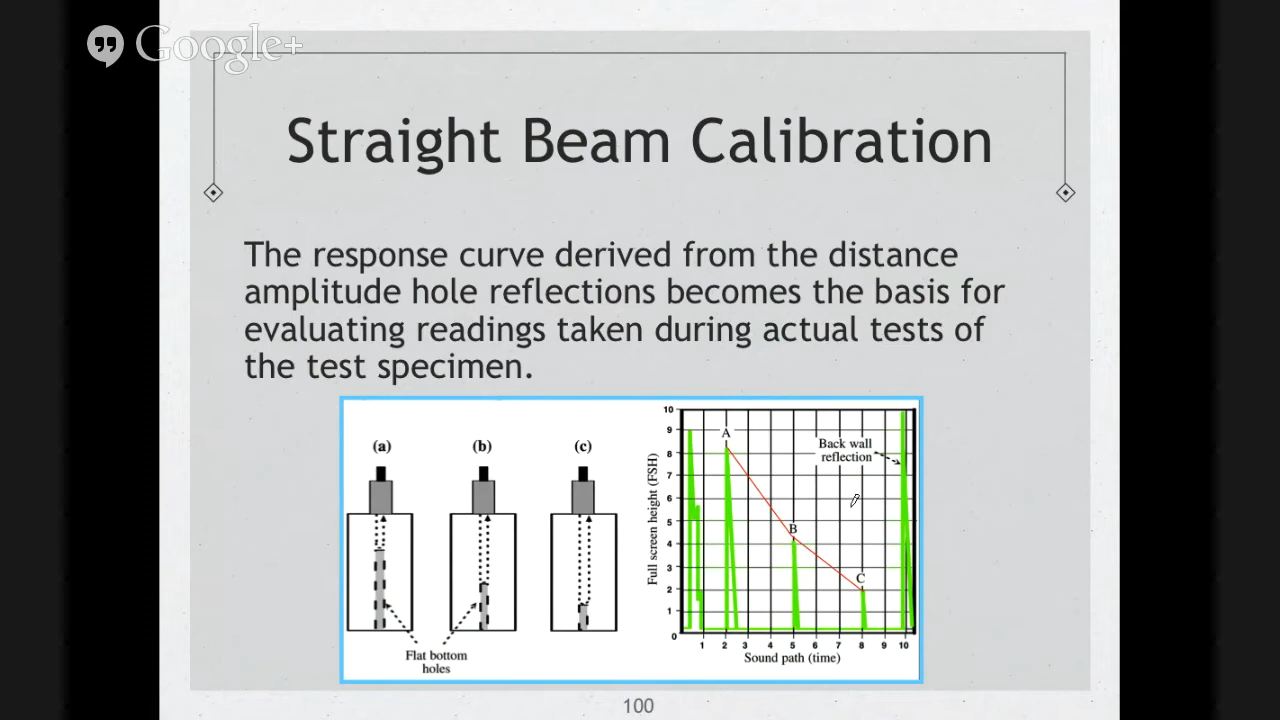 Google+
Straight Beam Calibration
The response curve derived from the distance
amplitude hole reflections becomes the basis for
evaluating readings taken during actual tests of
the test specimen.
(a) (b) (c)
Flat bottom
holes
Full screen height (FSH)
10
9
8
7
6
5
4
3
2
1
0
A
B
C
Back wall
reflection
1 2 3 4 5 6 7 8 9 10
Sound path (time)
100